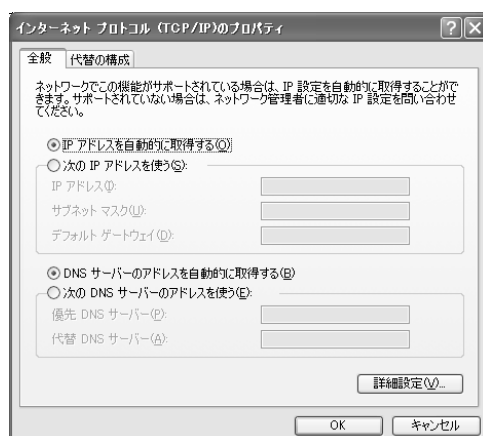 インターネット プロトコル (TCP/IP)のプロパティ
全般
代替の構成
ネットワークでこの機能がサポートされている場合は、IP 設定を自動的に取得することがで
きます。サポートされていない場合は、ネットワーク管理者に適切な IP 設定を問い合わせ
てください。
IP アドレスを自動的に取得する(O)
次の IP アドレスを使う(S):
IP アドレス(I):
サブネット マスク(U):
デフォルト ゲートウェイ(D):
DNS サーバーのアドレスを自動的に取得する(B)
次の DNS サーバーのアドレスを使う(E):
優先 DNS サーバー(P):
代替 DNS サーバー(A):
詳細設定(V)...
OK
キャンセル